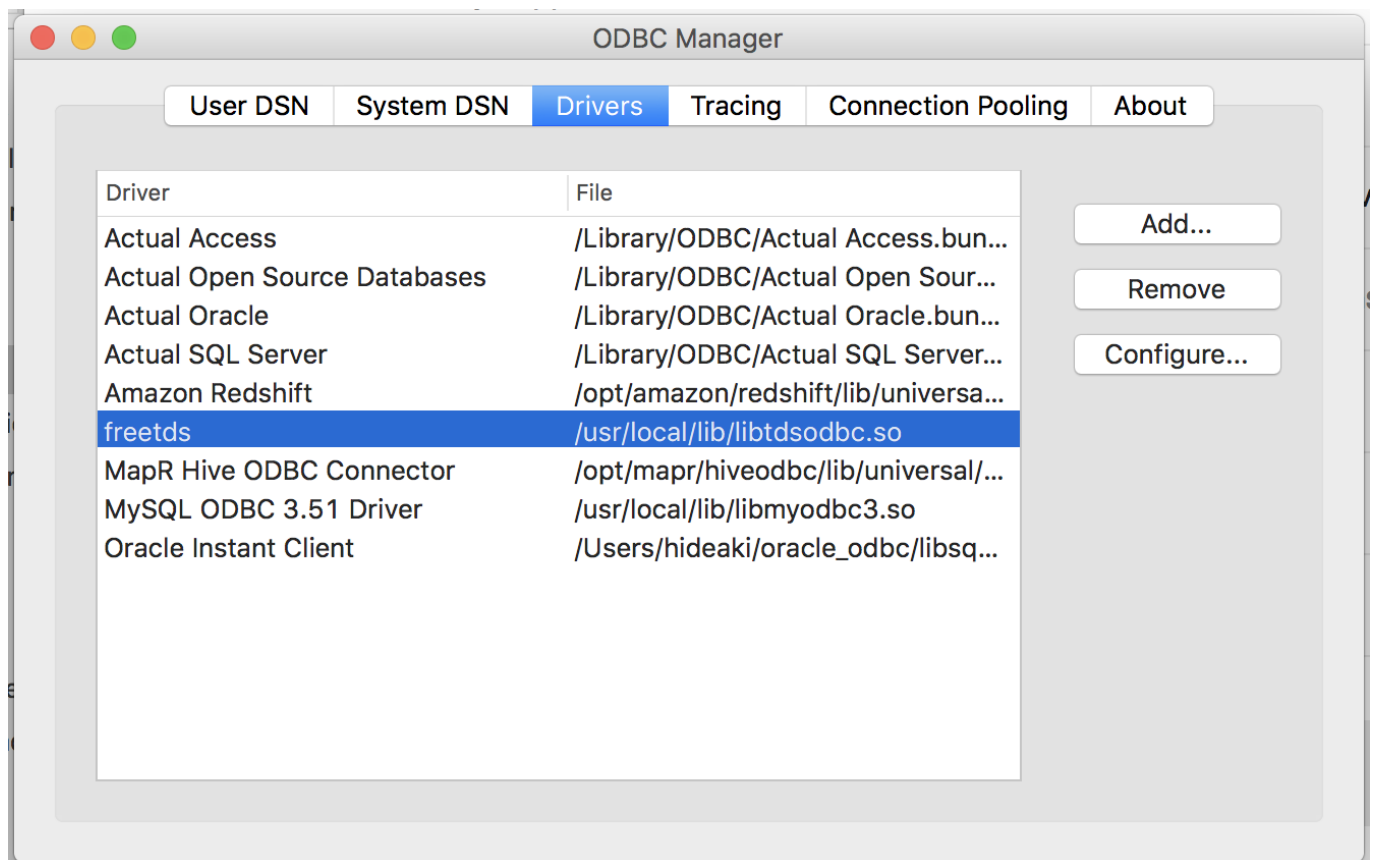 ODBC Manager
User DSN System DSN Drivers Tracing Connection Pooling About
Driver File
Add...
Actual Access /Library/ODBC/Actual Access.bun...
Actual Open Source Databases /Library/ODBC/Actual Open Sour...
Remove
Actual Oracle /Library/ODBC/Actual Oracle.bun...
Actual SQL Server /Library/ODBC/Actual SQL Server...
Configure...
Amazon Redshift /opt/amazon/redshift/lib/universa...
freetds /usr/local/lib/libtdsodbc.so
MapR Hive ODBC Connector /opt/mapr/hiveodbc/lib/universal/...
MySQL ODBC 3.51 Driver /usr/local/lib/libmyodbc3.so
Oracle Instant Client /Users/hideaki/oracle_odbc/libsq...